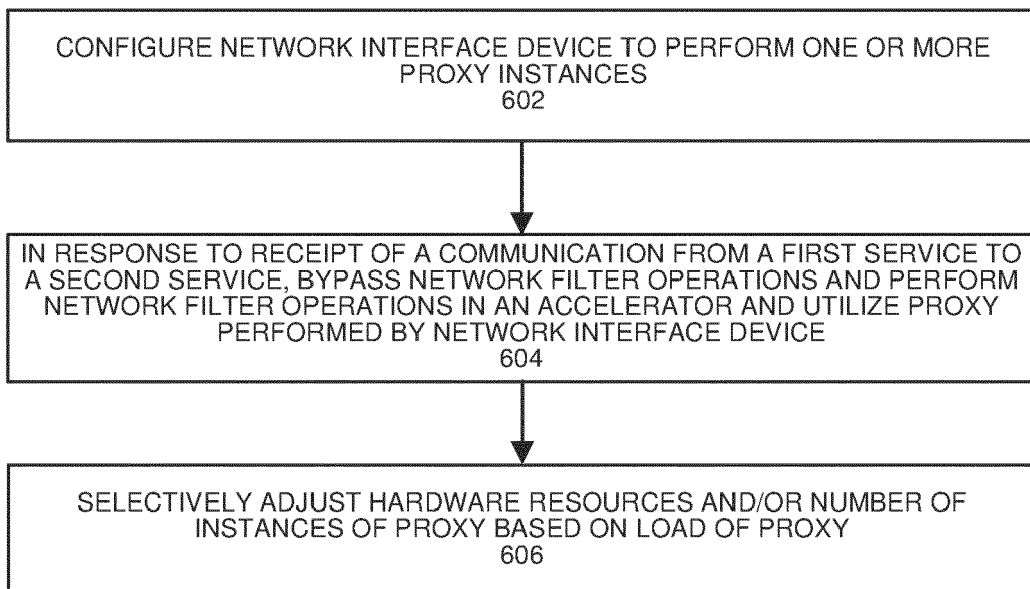 CONFIGURE NETWORK INTERFACE DEVICE TO PERFORM ONE OR MORE
PROXY INSTANCES
602
IN RESPONSE TO RECEIPT OF A COMMUNICATION FROM A FIRST SERVICE TO
A SECOND SERVICE, BYPASS NETWORK FILTER OPERATIONS AND PERFORM
NETWORK FILTER OPERATIONS IN AN ACCELERATOR AND UTILIZE PROXY
PERFORMED BY NETWORK INTERFACE DEVICE
604
SELECTIVELY ADJUST HARDWARE RESOURCES AND/OR NUMBER OF
INSTANCES OF PROXY BASED ON LOAD OF PROXY
606